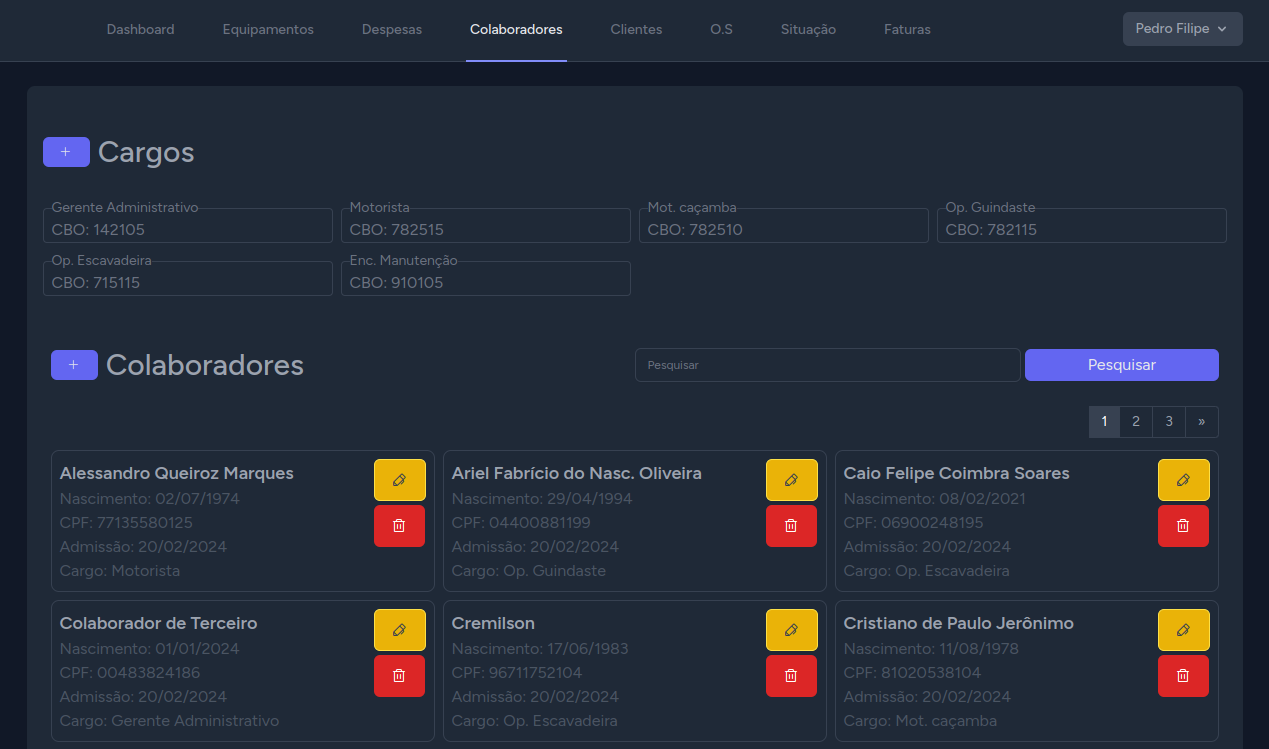 Dashboard Equipamentos Despesas Colaboradores Clientes O.S Situação Faturas Pedro Filipe
+ Cargos
Gerente Administrativo Motorista Mot. caçamba Op. Guindaste
CBO: 142105 CBO: 782515 CBO: 782510 CBO: 782115
Op. Escavadeira Enc. Manutenção
CBO: 715115 CBO: 910105
+ Colaboradores Pesquisar Pesquisar
1 2 3 »
Alessandro Queiroz Marques
Nascimento: 02/07/1974
CPF: 77135580125
Admissão: 20/02/2024
Cargo: Motorista
Ariel Fabrício do Nasc. Oliveira
Nascimento: 29/04/1994
CPF: 04400881199
Admissão: 20/02/2024
Cargo: Op. Guindaste
Caio Felipe Coimbra Soares
Nascimento: 08/02/2021
CPF: 06900248195
Admissão: 20/02/2024
Cargo: Op. Escavadeira
Colaborador de Terceiro
Nascimento: 01/01/2024
CPF: 00483824186
Admissão: 20/02/2024
Cargo: Gerente Administrativo
Cremilson
Nascimento: 17/06/1983
CPF: 96711752104
Admissão: 20/02/2024
Cargo: Op. Escavadeira
Cristiano de Paulo Jerônimo
Nascimento: 11/08/1978
CPF: 81020538104
Admissão: 20/02/2024
Cargo: Mot. caçamba